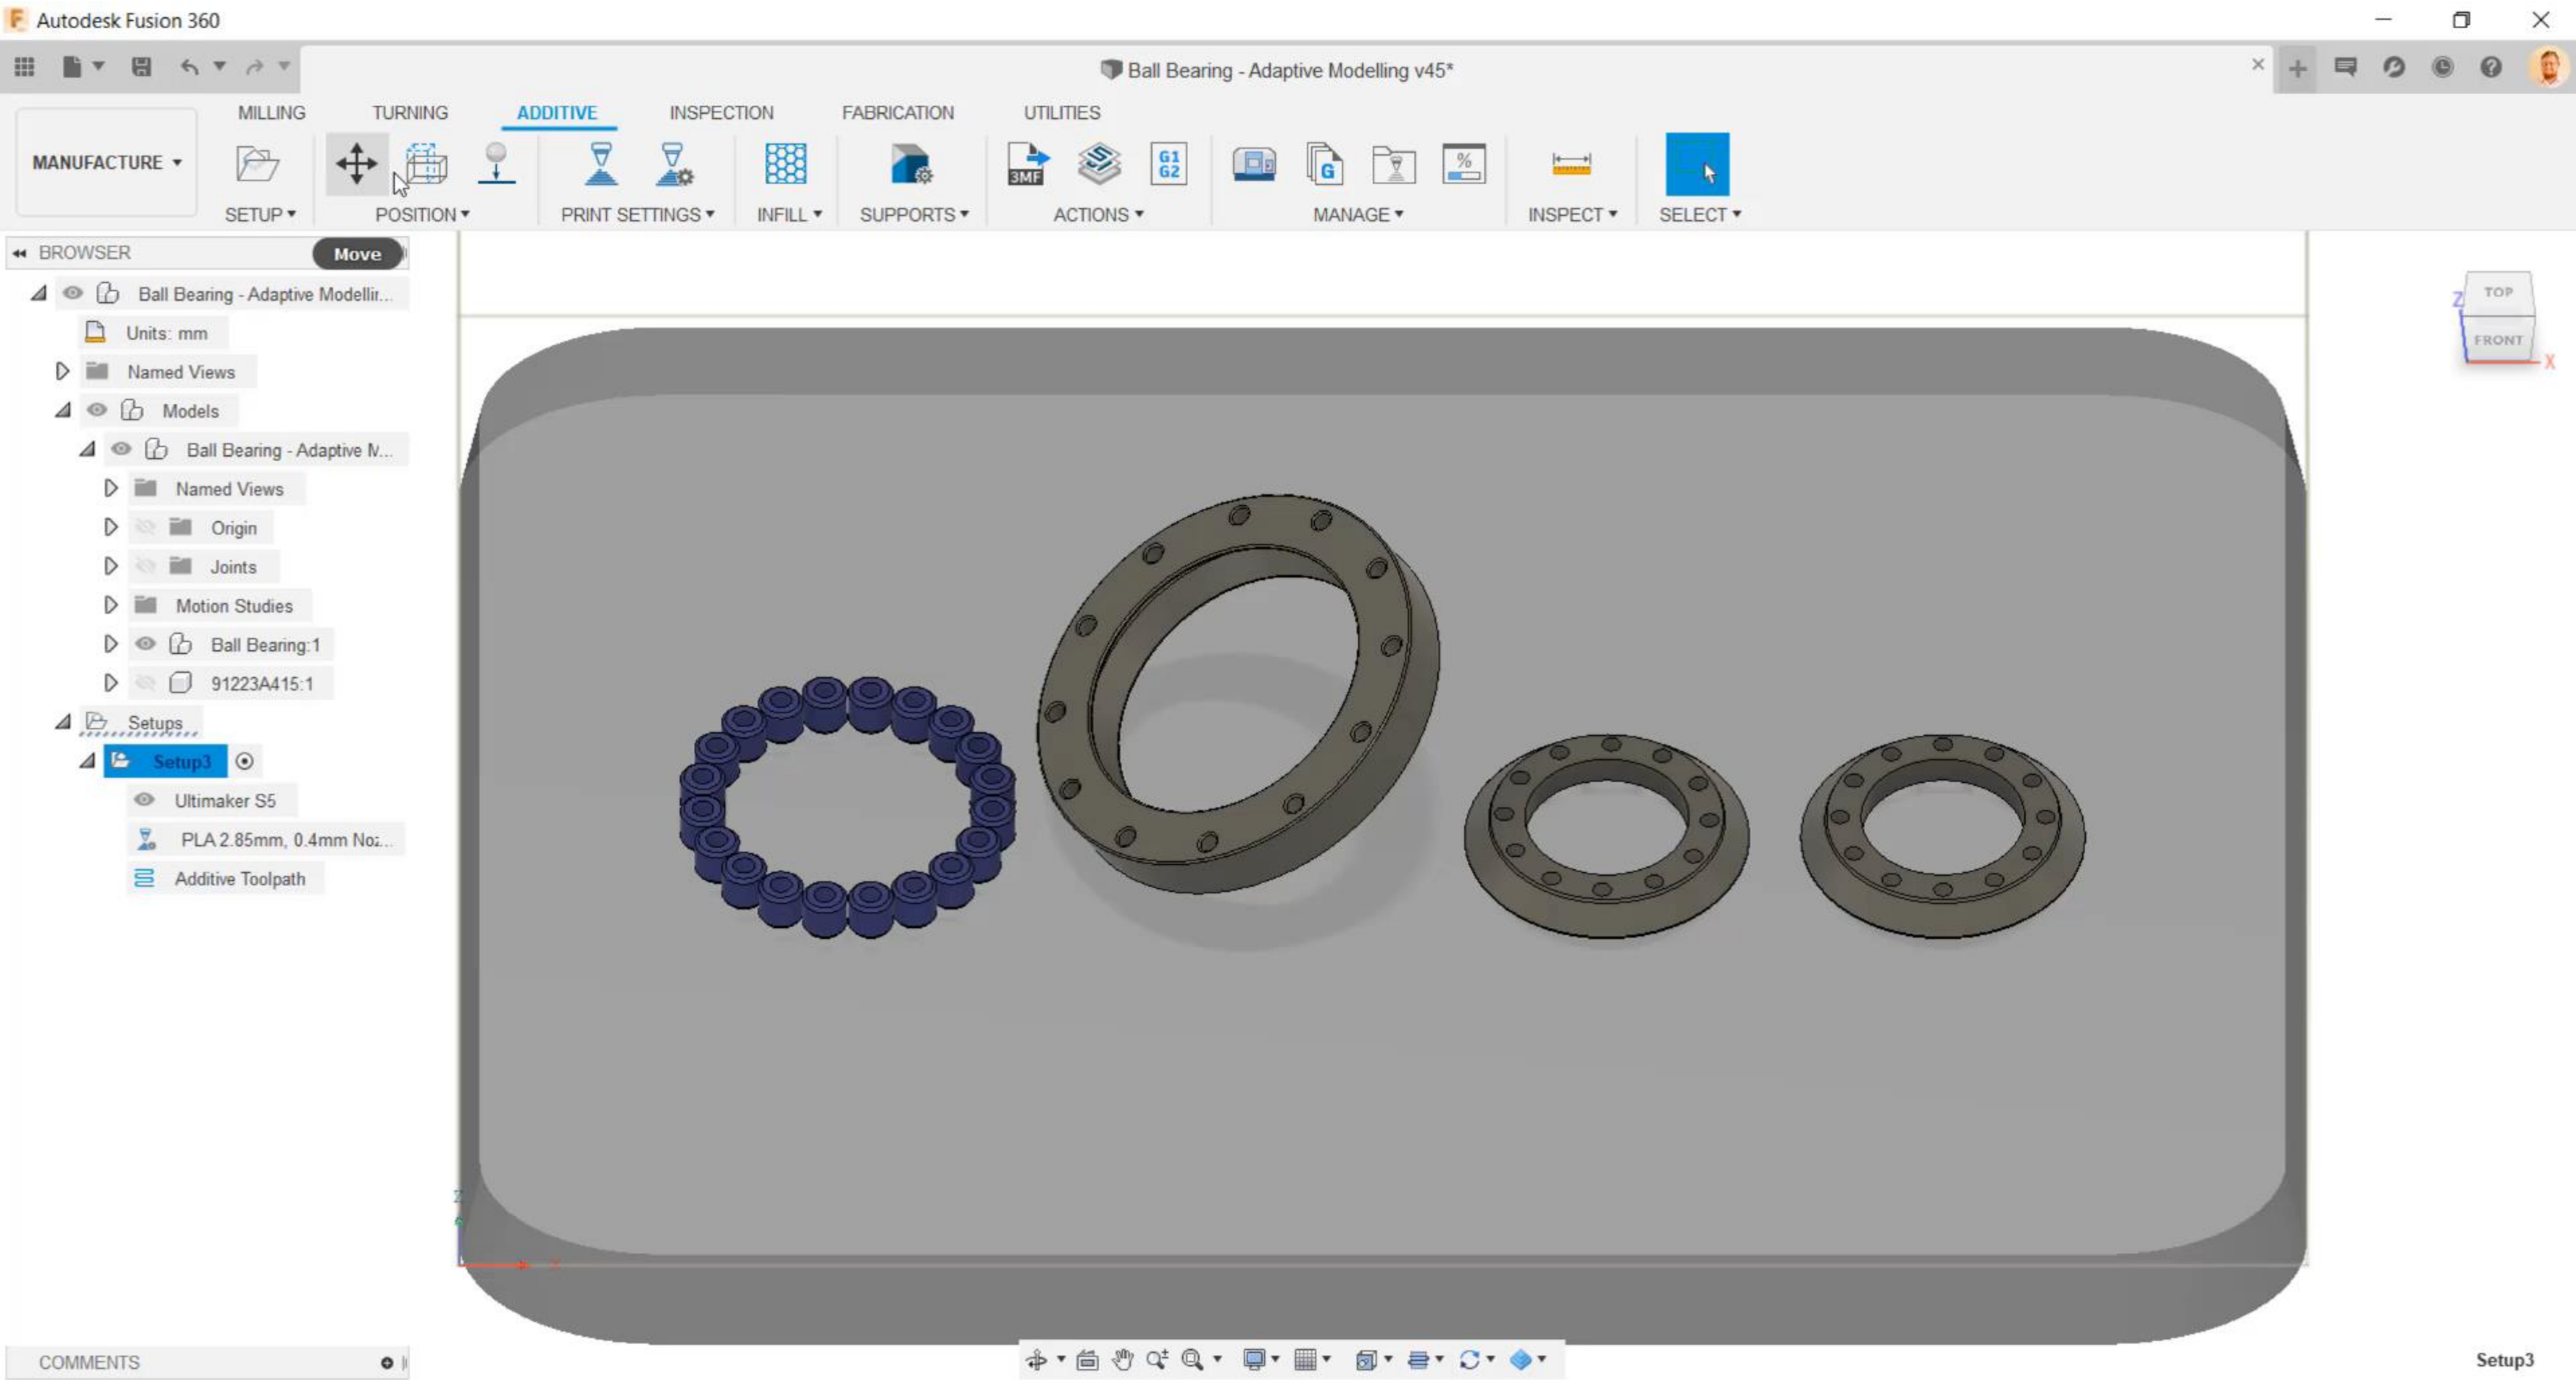 Autodesk Fusion 360
Ball Bearing - Adaptive Modelling v45*
MILLING TURNING ADDITIVE INSPECTION FABRICATION UTILITIES
MANUFACTURE
3MF
G1
G2
G
%
SETUP POSITION PRINT SETTINGS INFILL SUPPORTS ACTIONS MANAGE INSPECT SELECT
BROWSER
Move
Ball Bearing - Adaptive Modellir...
Units: mm
Named Views
Models
Ball Bearing - Adaptive M...
Named Views
Origin
Joints
Motion Studies
Ball Bearing:1
91223A415:1
Setups
Setup3
Ultimaker S5
PLA 2.85mm, 0.4mm Noz...
Additive Toolpath
TOP
FRONT
Z
X
Z
X
COMMENTS
Setup3